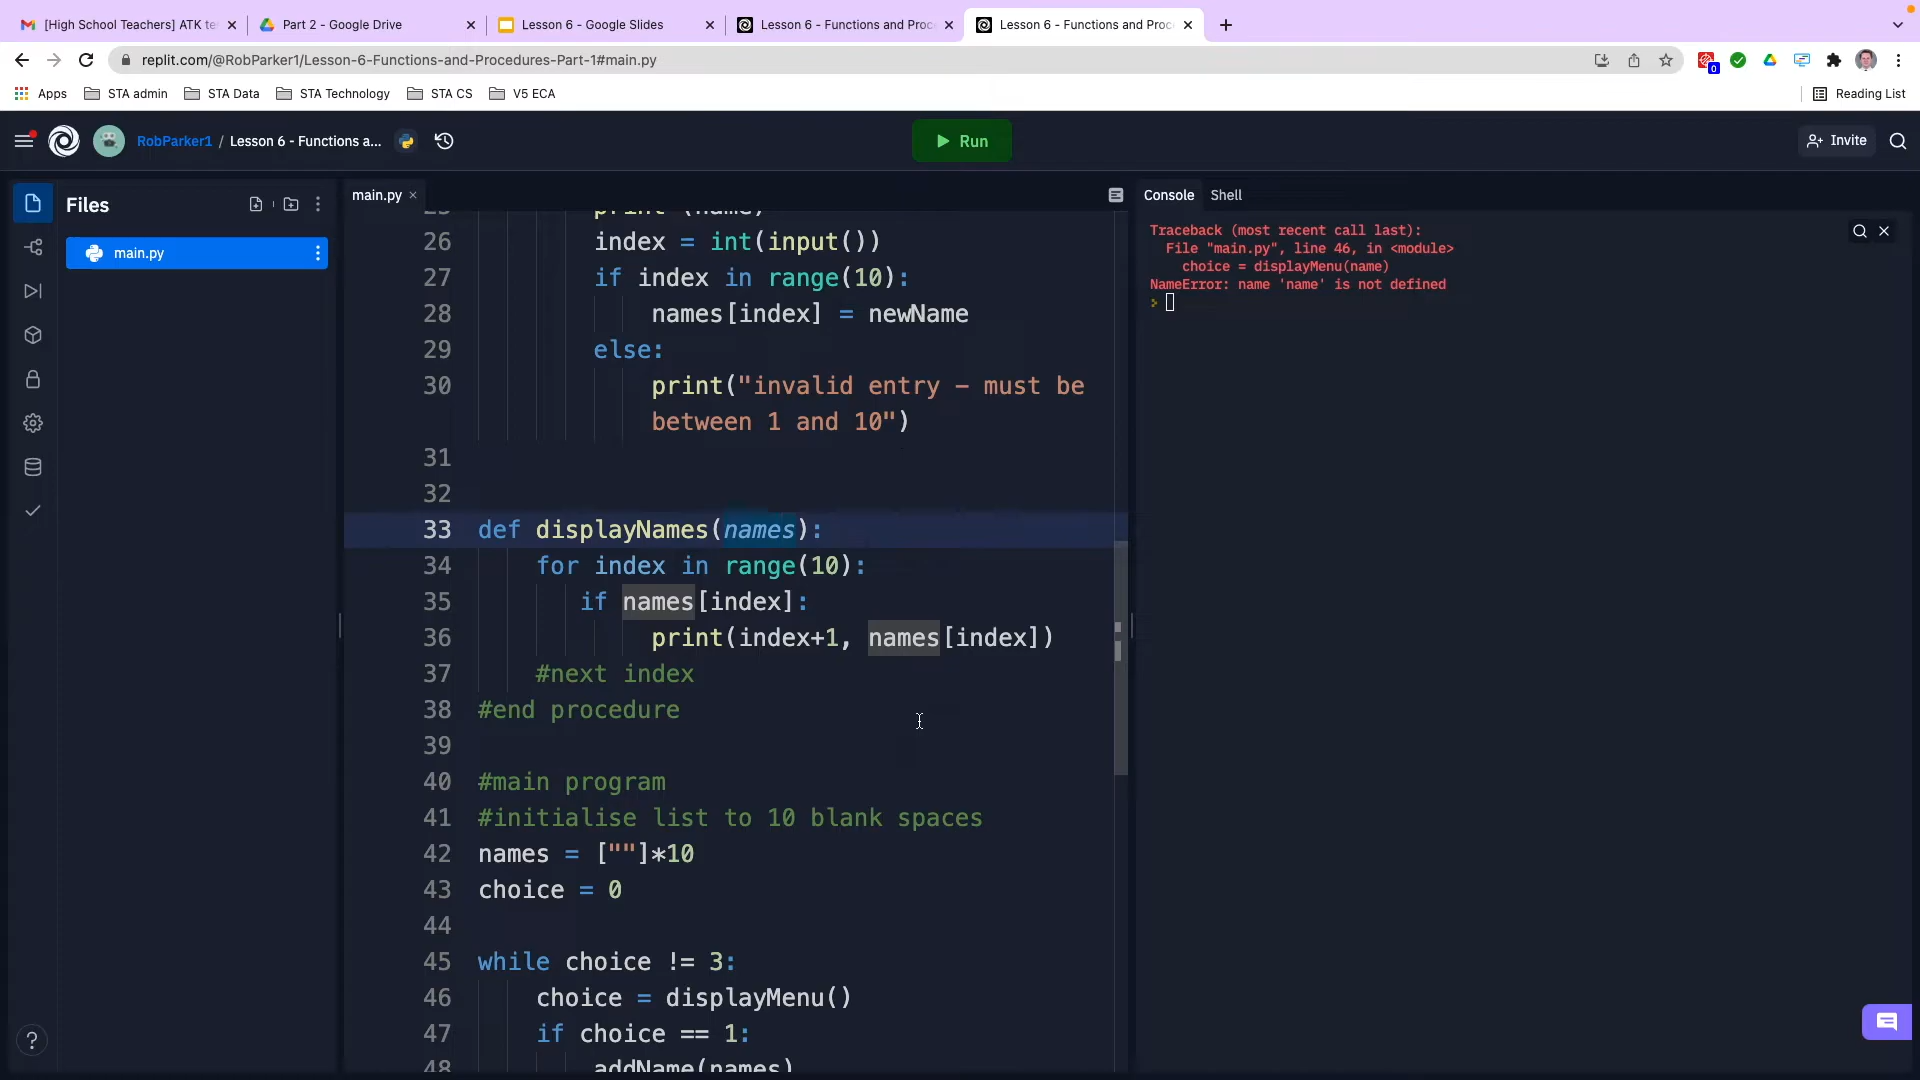 [High School Teachers] ATK te
Part 2 - Google Drive
Lesson 6 - Google Slides
Lesson 6 - Functions and Proce
Lesson 6 - Functions and Proce
replit.com/@RobParker1/Lesson-6-Functions-and-Procedures-Part-1#main.py
0
Apps
STA admin
STA Data
STA Technology
STA CS
V5 ECA
Reading List
RobParker1 / Lesson 6 - Functions a...
Run
Invite
Files
main.py
main.py
26 index = int(input())
27 if index in range(10):
28 names[index] = newName
29 else:
30 print("invalid entry – must be
between 1 and 10")
31
32
33 def displayNames(names):
34 for index in range(10):
35 if names[index]:
36 print(index+1, names[index])
37 #next index
38 #end procedure
39
40 #main program
41 #initialise list to 10 blank spaces
42 names = [""]*10
43 choice = 0
44
45 while choice != 3:
46 choice = displayMenu()
47 if choice == 1:
48 addName(names)
Console
Shell
Traceback (most recent call last):
File "main.py", line 46, in <module>
choice = displayMenu(name)
NameError: name 'name' is not defined
?